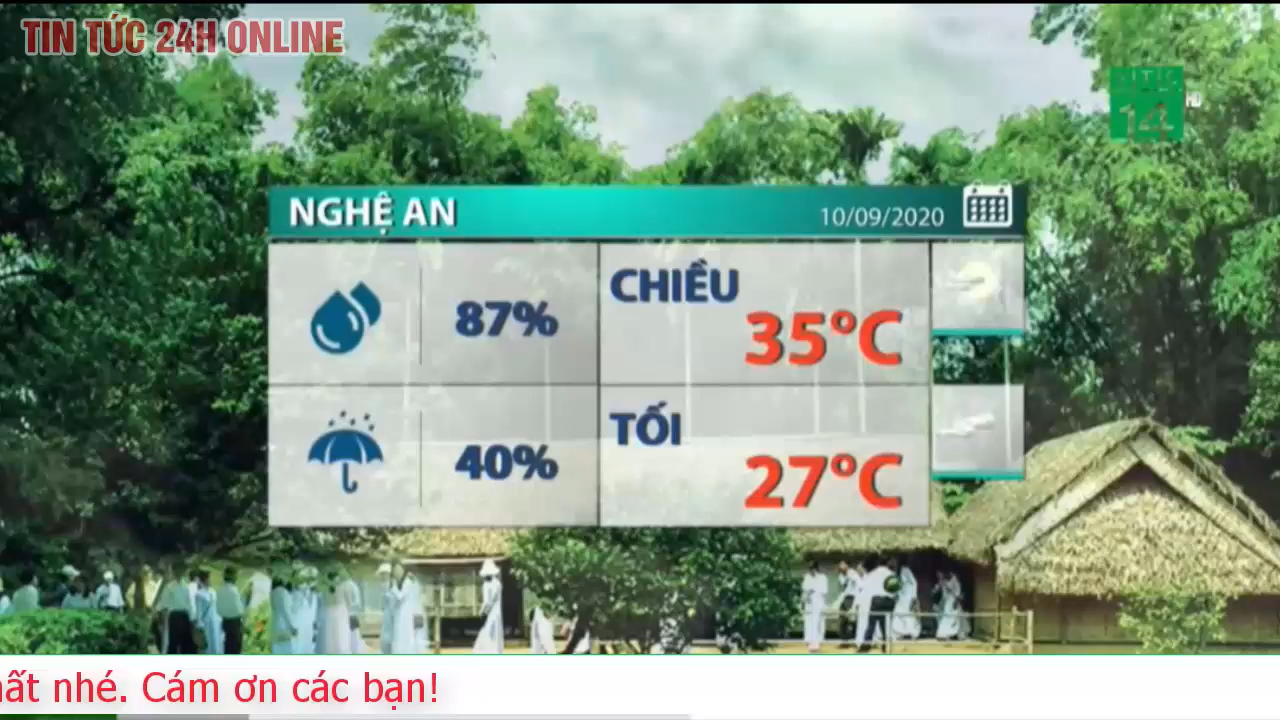 TIN TỨC 24H ONLINE
14
HD
NGHỆ AN
10/09/2020
87%
CHIỀU
35°C
40%
TỐI
27°C
nhé. Cám ơn các bạn!